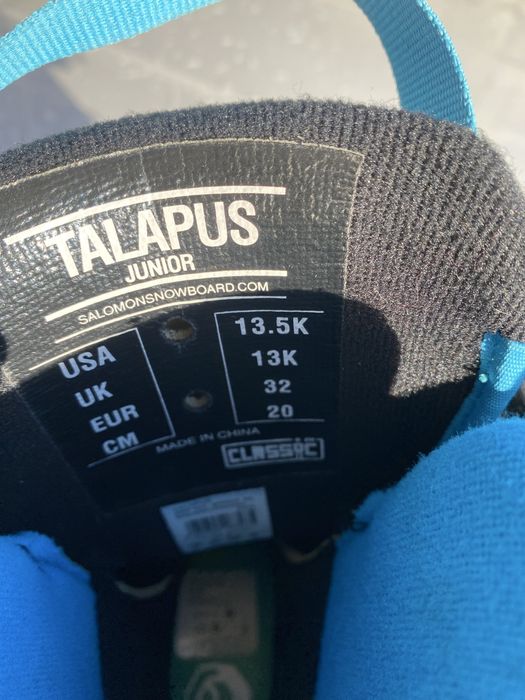 TALAPUS
JUNIOR
SALOMONSNOWBOARD.COM
USA 13.5K
UK 13K
EUR 32
CM 20
MADE IN CHINA
CLASSIC